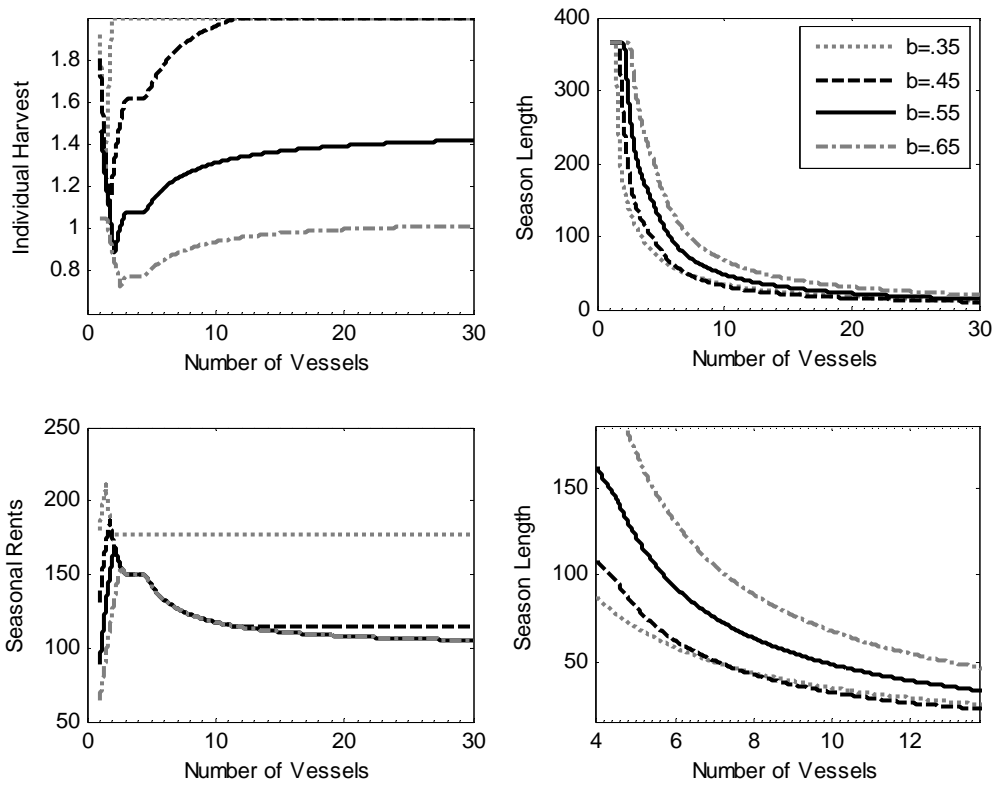 Individual Harvest
1.8
1.6
1.4
1.2
1
0.8
0 10 20 30
Number of Vessels
Season Length
400
300
200
100
0
0 10 20 30
Number of Vessels
b=.35
b=.45
b=.55
b=.65
Seasonal Rents
250
200
150
100
50
0 10 20 30
Number of Vessels
Season Length
150
100
50
4 6 8 10 12
Number of Vessels